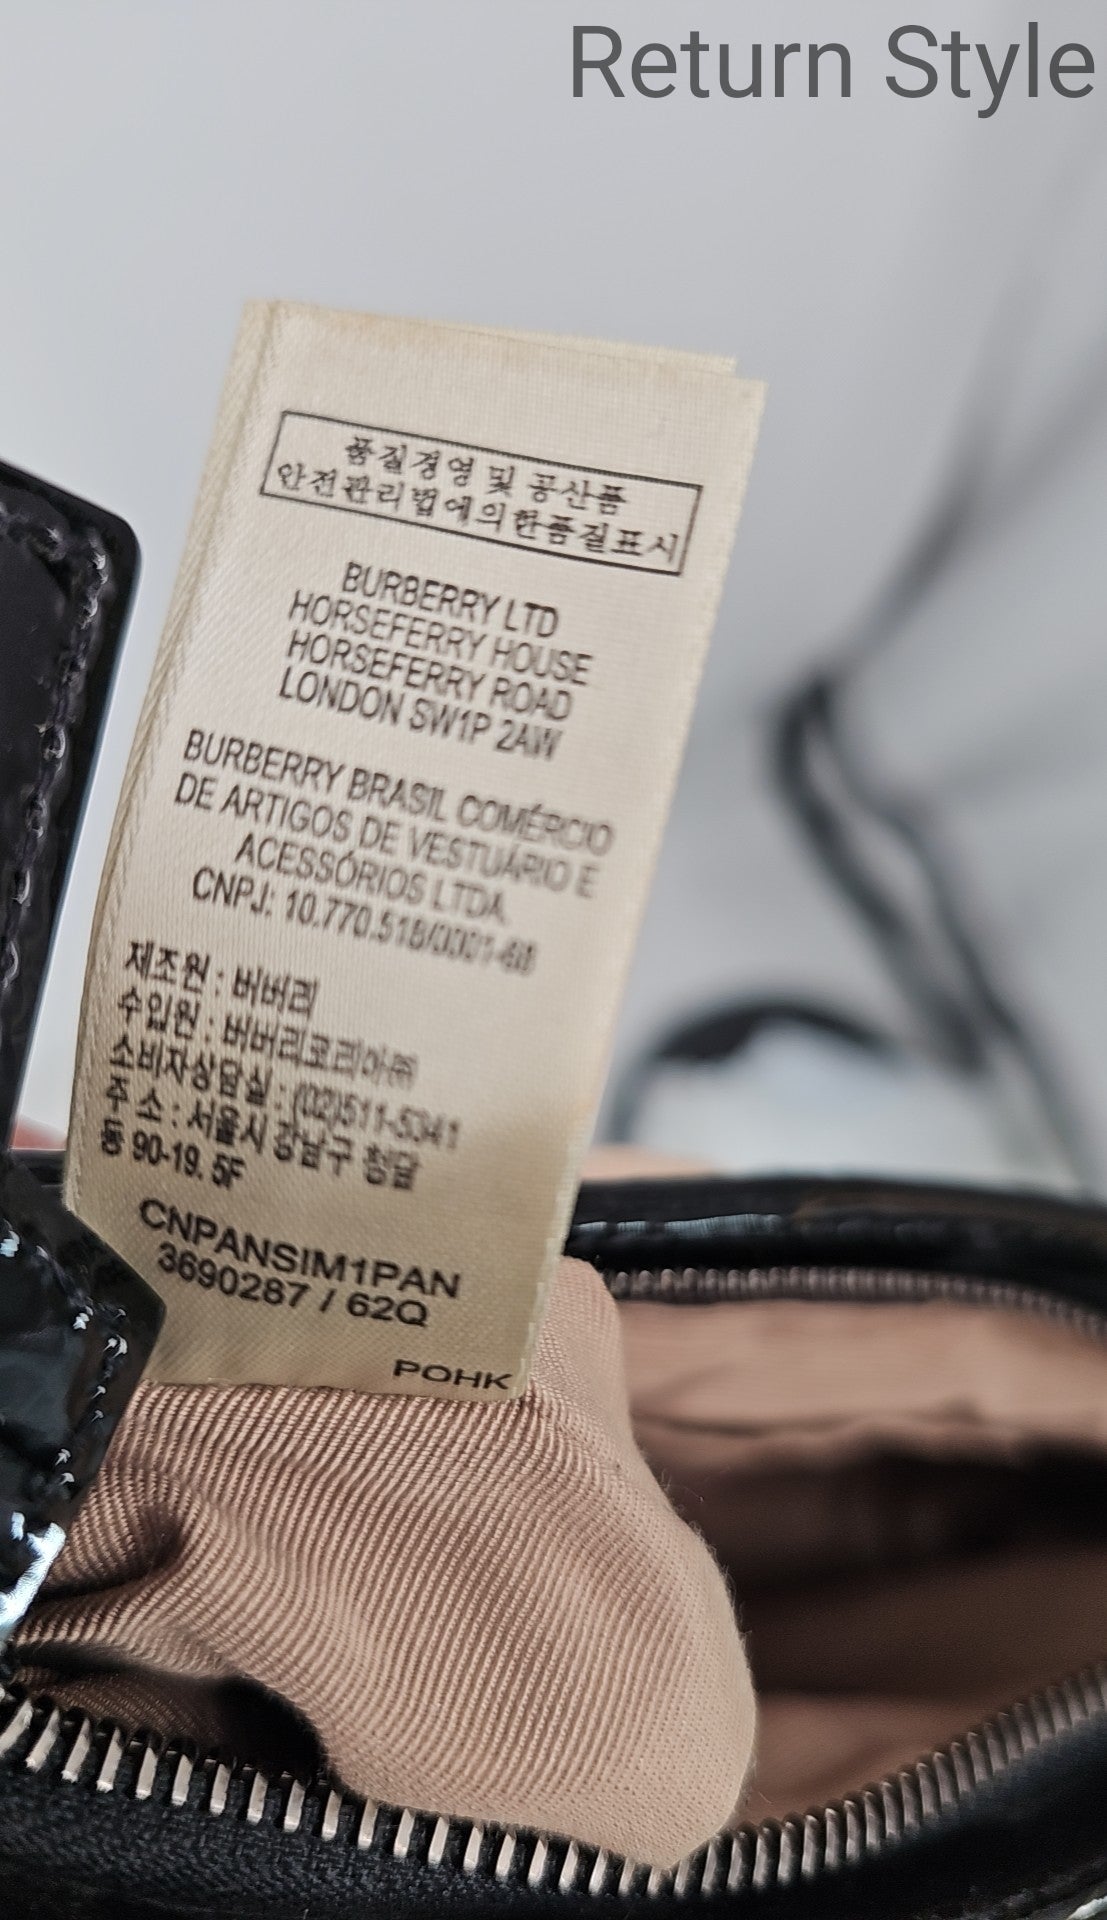 Return Style
품질경영 및 공산품
안전관리법에의한품질표시
BURBERRY LTD
HORSEFERRY HOUSE
HORSEFERRY ROAD
LONDON SW1P 2AW
BURBERRY BRASIL COMÉRCIO
DE ARTIGOS DE VESTUÁRIO E
ACESSÓRIOS LTDA
CNPJ: 10.770.518/0001-68
제조원 : 버버리
수입원 : 버버리코리아㈜
소비자상담실 : (02)511-5341
주 소 : 서울시 강남구 청담
동 90-19. 5F
CNPANSIM1PAN
3690287 / 62Q
POHK